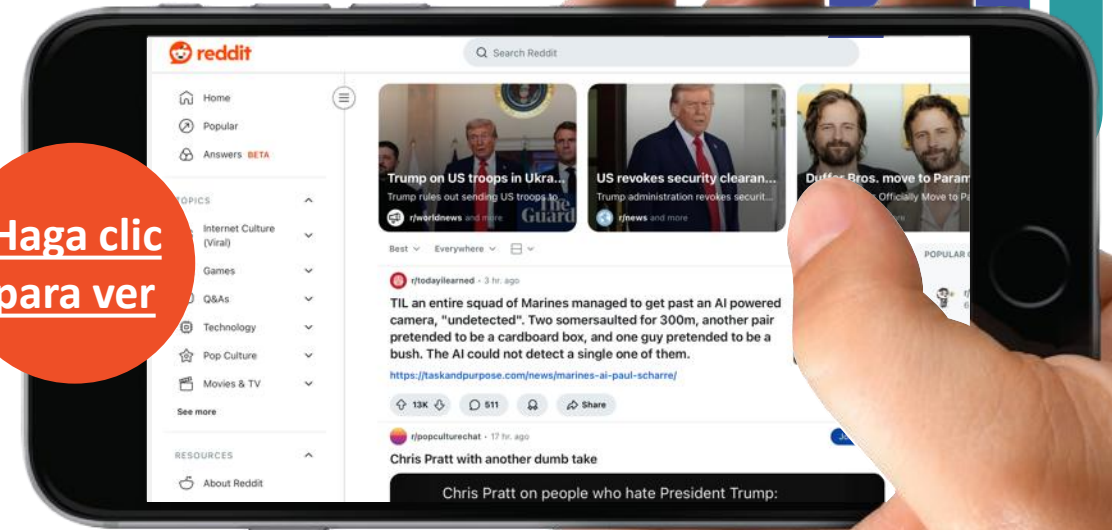 reddit
Search Reddit
Home
Popular
Answers BETA
TOPICS
Internet Culture
(Viral)
Games
Q&As
Technology
Pop Culture
Movies & TV
See more
RESOURCES
About Reddit
Haga clic
para ver
Trump on US troops in Ukra...
Trump rules out sending US troops to
r/worldnews and more
The
Guard
US revokes security clearan...
Trump administration revokes securit...
r/news and more
Duffer Bros. move to Param
Officially Move to Pa
Best
Everywhere
POPULAR
r/todayilearned • 3 hr. ago
TIL an entire squad of Marines managed to get past an AI powered
camera, "undetected". Two somersaulted for 300m, another pair
pretended to be a cardboard box, and one guy pretended to be a
bush. The AI could not detect a single one of them.
https://taskandpurpose.com/news/marines-ai-paul-scharre/
13K
511
Share
r/popculturechat • 17 hr. ago
Chris Pratt with another dumb take
Chris Pratt on people who hate President Trump: